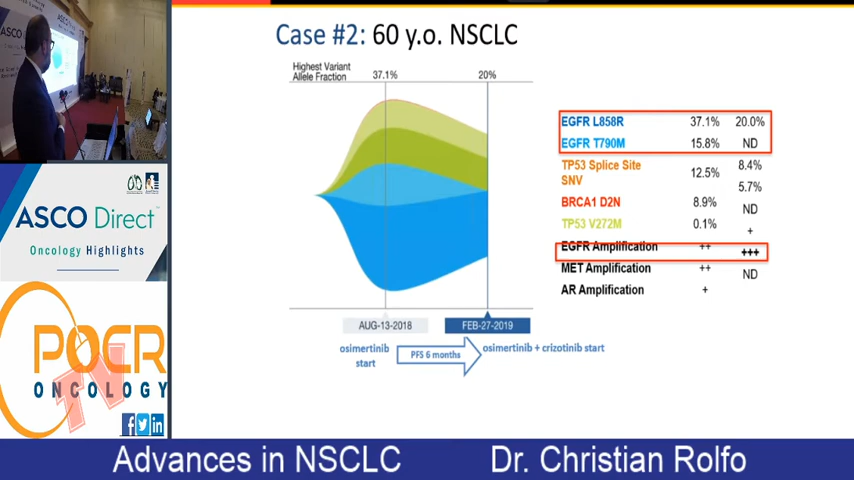 Case #2: 60 y.o. NSCLC
Highest Variant
Allele Fraction
37.1%
20%
EGFR L858R 37.1% 20.0%
EGFR T790M 15.8% ND
TP53 Splice Site
SNV
12.5%
8.4%
5.7%
BRCA1 D2N 8.9% ND
TP53 V272M 0.1%
+
EGFR Amplification ++
+++
MET Amplification ++
ND
AR Amplification +
AUG-13-2018
FEB-27-2019
osimertinib
start
PFS 6 months
osimertinib + crizotinib start
ASCO
ASCO Direct™
Oncology Highlights
POCR
ONCOLOGY
TV
Advances in NSCLC
Dr. Christian Rolfo